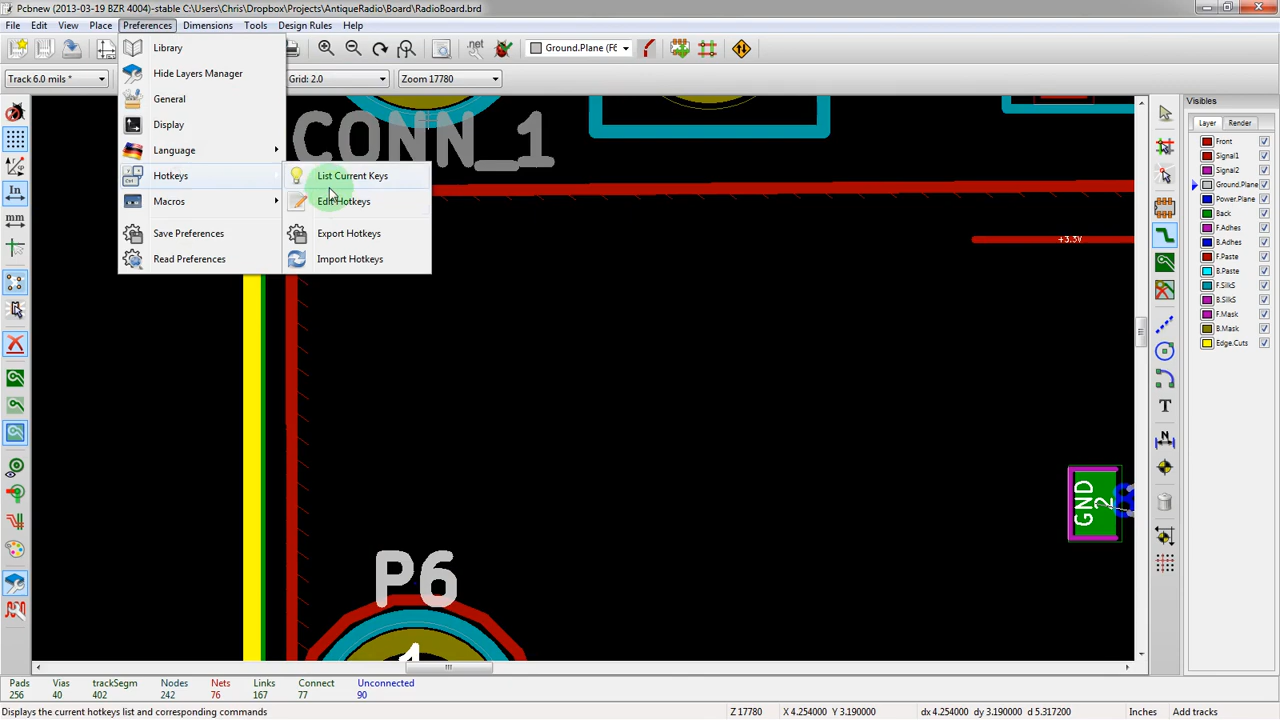 Pcbnew (2013-03-19 BZR 4004)-stable C:\Users\Chris\Dropbox\Projects\AntiqueRadio\Board\RadioBoard.brd
File Edit View Place Preferences Dimensions Tools Design Rules Help
.net
Ground.Plane (F6
Track 6.0 mils *
Grid: 2.0
Zoom 17780
Library
Hide Layers Manager
General
Display
Language
Hotkeys
Macros
Save Preferences
Read Preferences
List Current Keys
Edit Hotkeys
Export Hotkeys
Import Hotkeys
In
mm
CONN_1
+3.3V
GND
2
P6
1
T
N
Visibles
Layer Render
Front
Signal1
Signal2
Ground.Plane
Power.Plane
Back
F.Adhes
B.Adhes
F.Paste
B.Paste
F.SilkS
B.SilkS
F.Mask
B.Mask
Edge.Cuts
Pads Vias trackSegm Nodes Nets Links Connect Unconnected
256 40 402 242 76 167 77 90
Displays the current hotkeys list and corresponding commands
Z 17780 X 4.254000 Y 3.190000 dx 4.254000 dy 3.190000 d 5.317200 Inches Add tracks